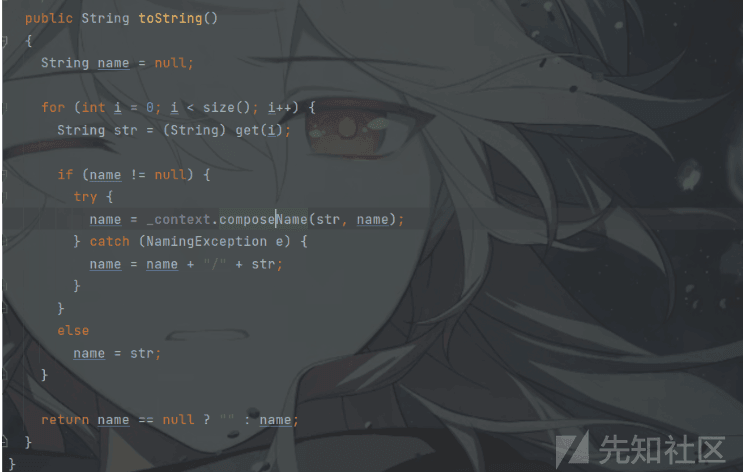 public String toString()
{
String name = null;
for (int i = 0; i < size(); i++) {
String str = (String) get(i);
if (name != null) {
try {
name = _context.composeName(str, name);
} catch (NamingException e) {
name = name + "/" + str;
}
}
else
name = str;
}
return name == null ? "" : name;
}
}
先知社区